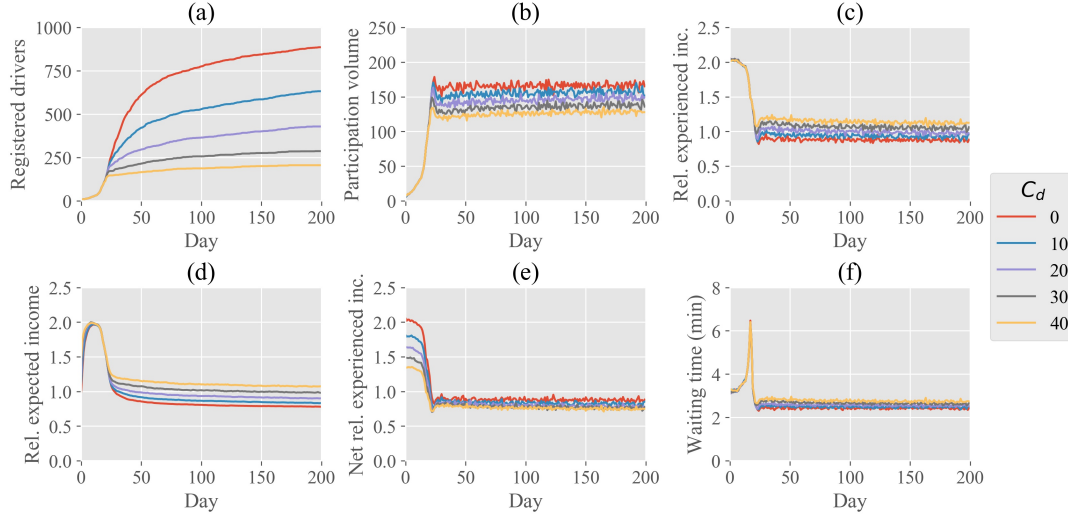 (a)
Registered drivers
1000
750
500
250
0
0 50 100 150 200
Day
(b)
Participation volume
250
200
150
100
50
0
0 50 100 150 200
Day
(c)
Rel. experienced inc.
2.5
2.0
1.5
1.0
0.5
0.0
0 50 100 150 200
Day
C_d
0
10
20
30
40
(d)
Rel. expected income
2.5
2.0
1.5
1.0
0.5
0.0
0 50 100 150 200
Day
(e)
Net rel. experienced inc.
2.5
2.0
1.5
1.0
0.5
0.0
0 50 100 150 200
Day
(f)
Waiting time (min)
8
6
4
2
0
0 50 100 150 200
Day